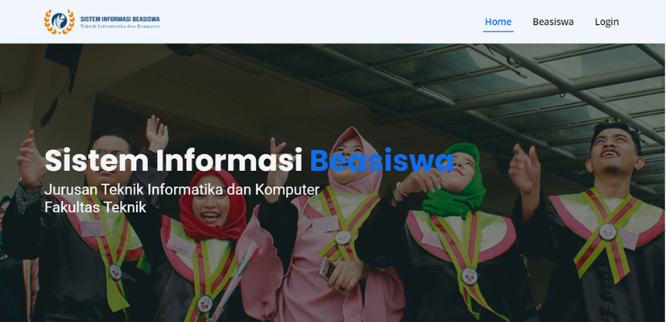 SISTEM INFORMASI BEASISWA
Teknik Informatika dan Komputer
Home Beasiswa Login
Sistem Informasi Beasiswa
Jurusan Teknik Informatika dan Komputer
Fakultas Teknik